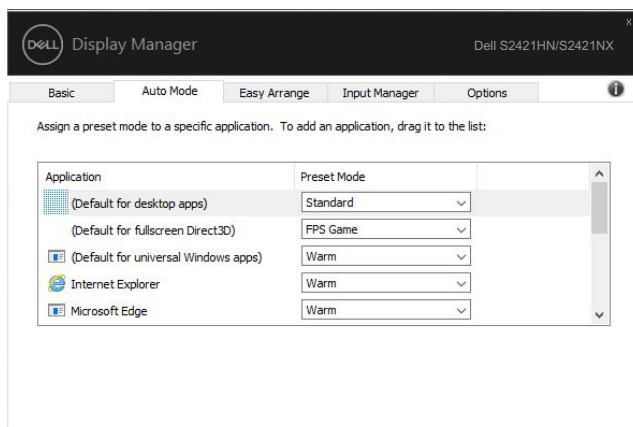 DELL Display Manager Dell S2421HN/S2421NX
Basic Auto Mode Easy Arrange Input Manager Options
Assign a preset mode to a specific application. To add an application, drag it to the list:
Application Preset Mode
(Default for desktop apps) Standard
(Default for fullscreen Direct3D) FPS Game
(Default for universal Windows apps) Warm
Internet Explorer Warm
Microsoft Edge Warm